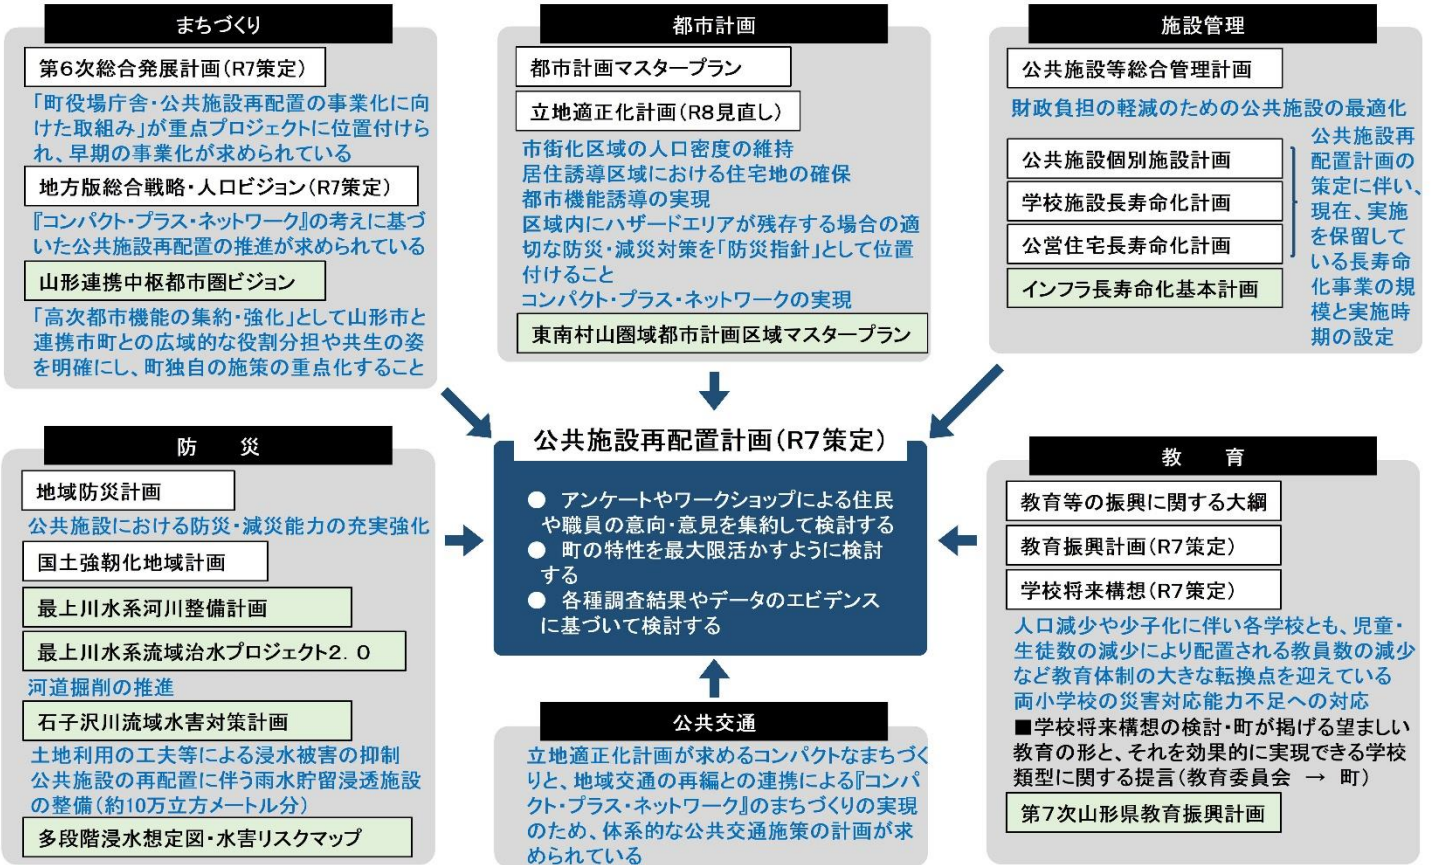 まちづくり
第6次総合発展計画(R7策定)
「町役場庁舎・公共施設再配置の事業化に向
けた取組み」が重点プロジェクトに位置付けら
れ、早期の事業化が求められている
地方版総合戦略・人口ビジョン(R7策定)
『コンパクト・プラス・ネットワーク』の考えに基づ
いた公共施設再配置の推進が求められている
山形連携中枢都市圏ビジョン
「高次都市機能の集約・強化」として山形市と
連携市町との広域的な役割分担や共生の姿
を明確にし、町独自の施策の重点化すること
都市計画
都市計画マスタープラン
立地適正化計画(R8見直し)
市街化区域の人口密度の維持
居住誘導区域における住宅地の確保
都市機能誘導の実現
区域内にハザードエリアが残存する場合の適
切な防災・減災対策を「防災指針」として位置
付けること
コンパクト・プラス・ネットワークの実現
東南村山圏域都市計画区域マスタープラン
施設管理
公共施設等総合管理計画
財政負担の軽減のための公共施設の最適化
公共施設個別施設計画
学校施設長寿命化計画
公営住宅長寿命化計画
インフラ長寿命化基本計画
公共施設再
配置計画の
策定に伴い、
現在、実施
を保留して
いる長寿命
化事業の規
模と実施時
期の設定
防 災
地域防災計画
公共施設における防災・減災能力の充実強化
国土強靭化地域計画
最上川水系河川整備計画
最上川水系流域治水プロジェクト2.0
河道掘削の推進
石子沢川流域水害対策計画
土地利用の工夫等による浸水被害の抑制
公共施設の再配置に伴う雨水貯留浸透施設
の整備(約10万立方メートル分)
多段階浸水想定図・水害リスクマップ
公共施設再配置計画(R7策定)
● アンケートやワークショップによる住民
や職員の意向・意見を集約して検討する
● 町の特性を最大限活かすように検討
する
● 各種調査結果やデータのエビデンス
に基づいて検討する
公共交通
立地適正化計画が求めるコンパクトなまちづく
りと、地域交通の再編との連携による『コンパ
クト・プラス・ネットワーク』のまちづくりの実現
のため、体系的な公共交通施策の計画が求
められている
教 育
教育等の振興に関する大綱
教育振興計画(R7策定)
学校将来構想(R7策定)
人口減少や少子化に伴い各学校とも、児童・
生徒数の減少により配置される教員数の減少
など教育体制の大きな転換点を迎えている
両小学校の災害対応能力不足への対応
■学校将来構想の検討・町が掲げる望ましい
教育の形と、それを効果的に実現できる学校
類型に関する提言(教育委員会 → 町)
第7次山形県教育振興計画